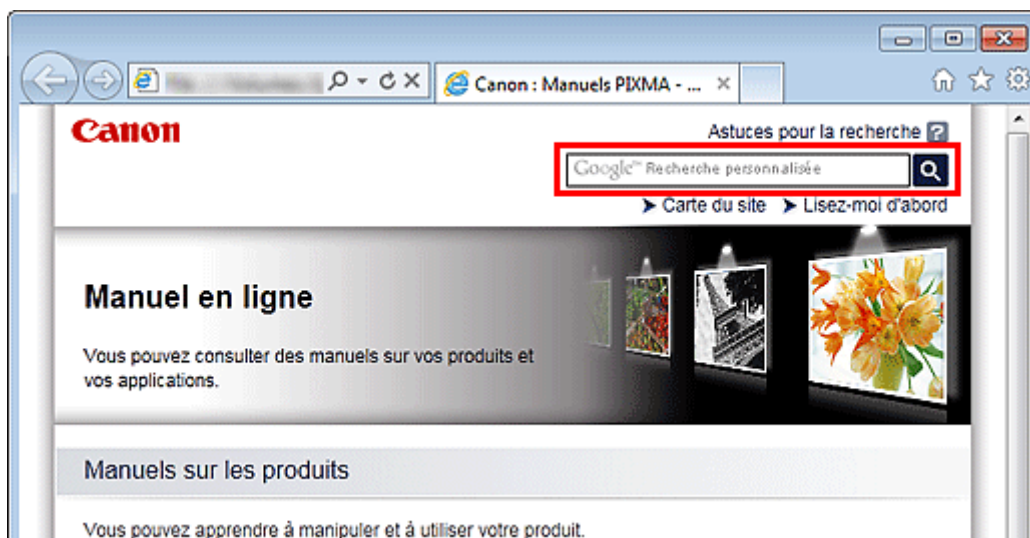 Canon : Manuels PIXMA - ...
Canon
Astuces pour la recherche ?
Google™ Recherche personnalisée
Carte du site
Lisez-moi d'abord
Manuel en ligne
Vous pouvez consulter des manuels sur vos produits et
vos applications.
Manuels sur les produits
Vous pouvez apprendre à manipuler et à utiliser votre produit.